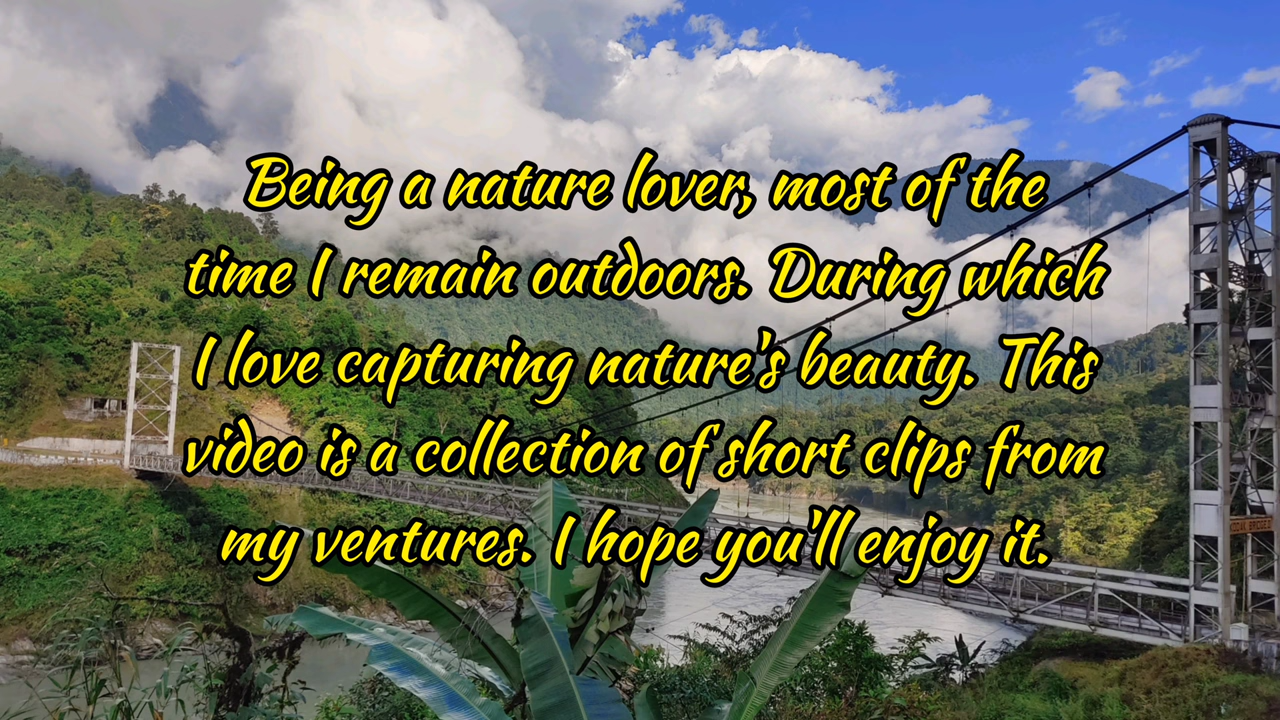 Being a nature lover, most of the
time I remain outdoors. During which
I love capturing nature's beauty. This
video is a collection of short clips from
my ventures. I hope you'll enjoy it.